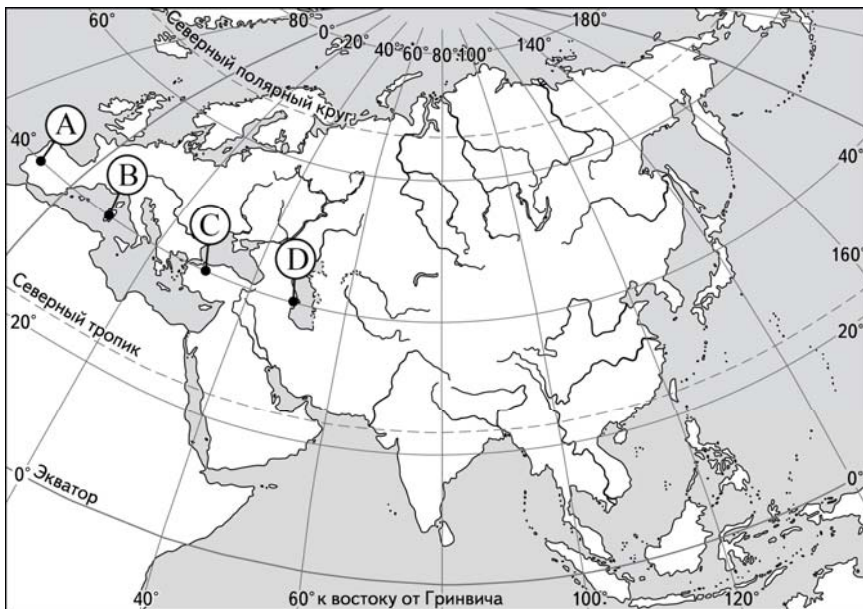 60° 80° 0° 20° 40° 60° 80° 100° 140° 180°
Северный полярный круг
40°
A
B
C
D
40°
160°
Северный тропик
20°
20°
0° Экватор
0°
40° 60° к востоку от Гринвича 100° 120°